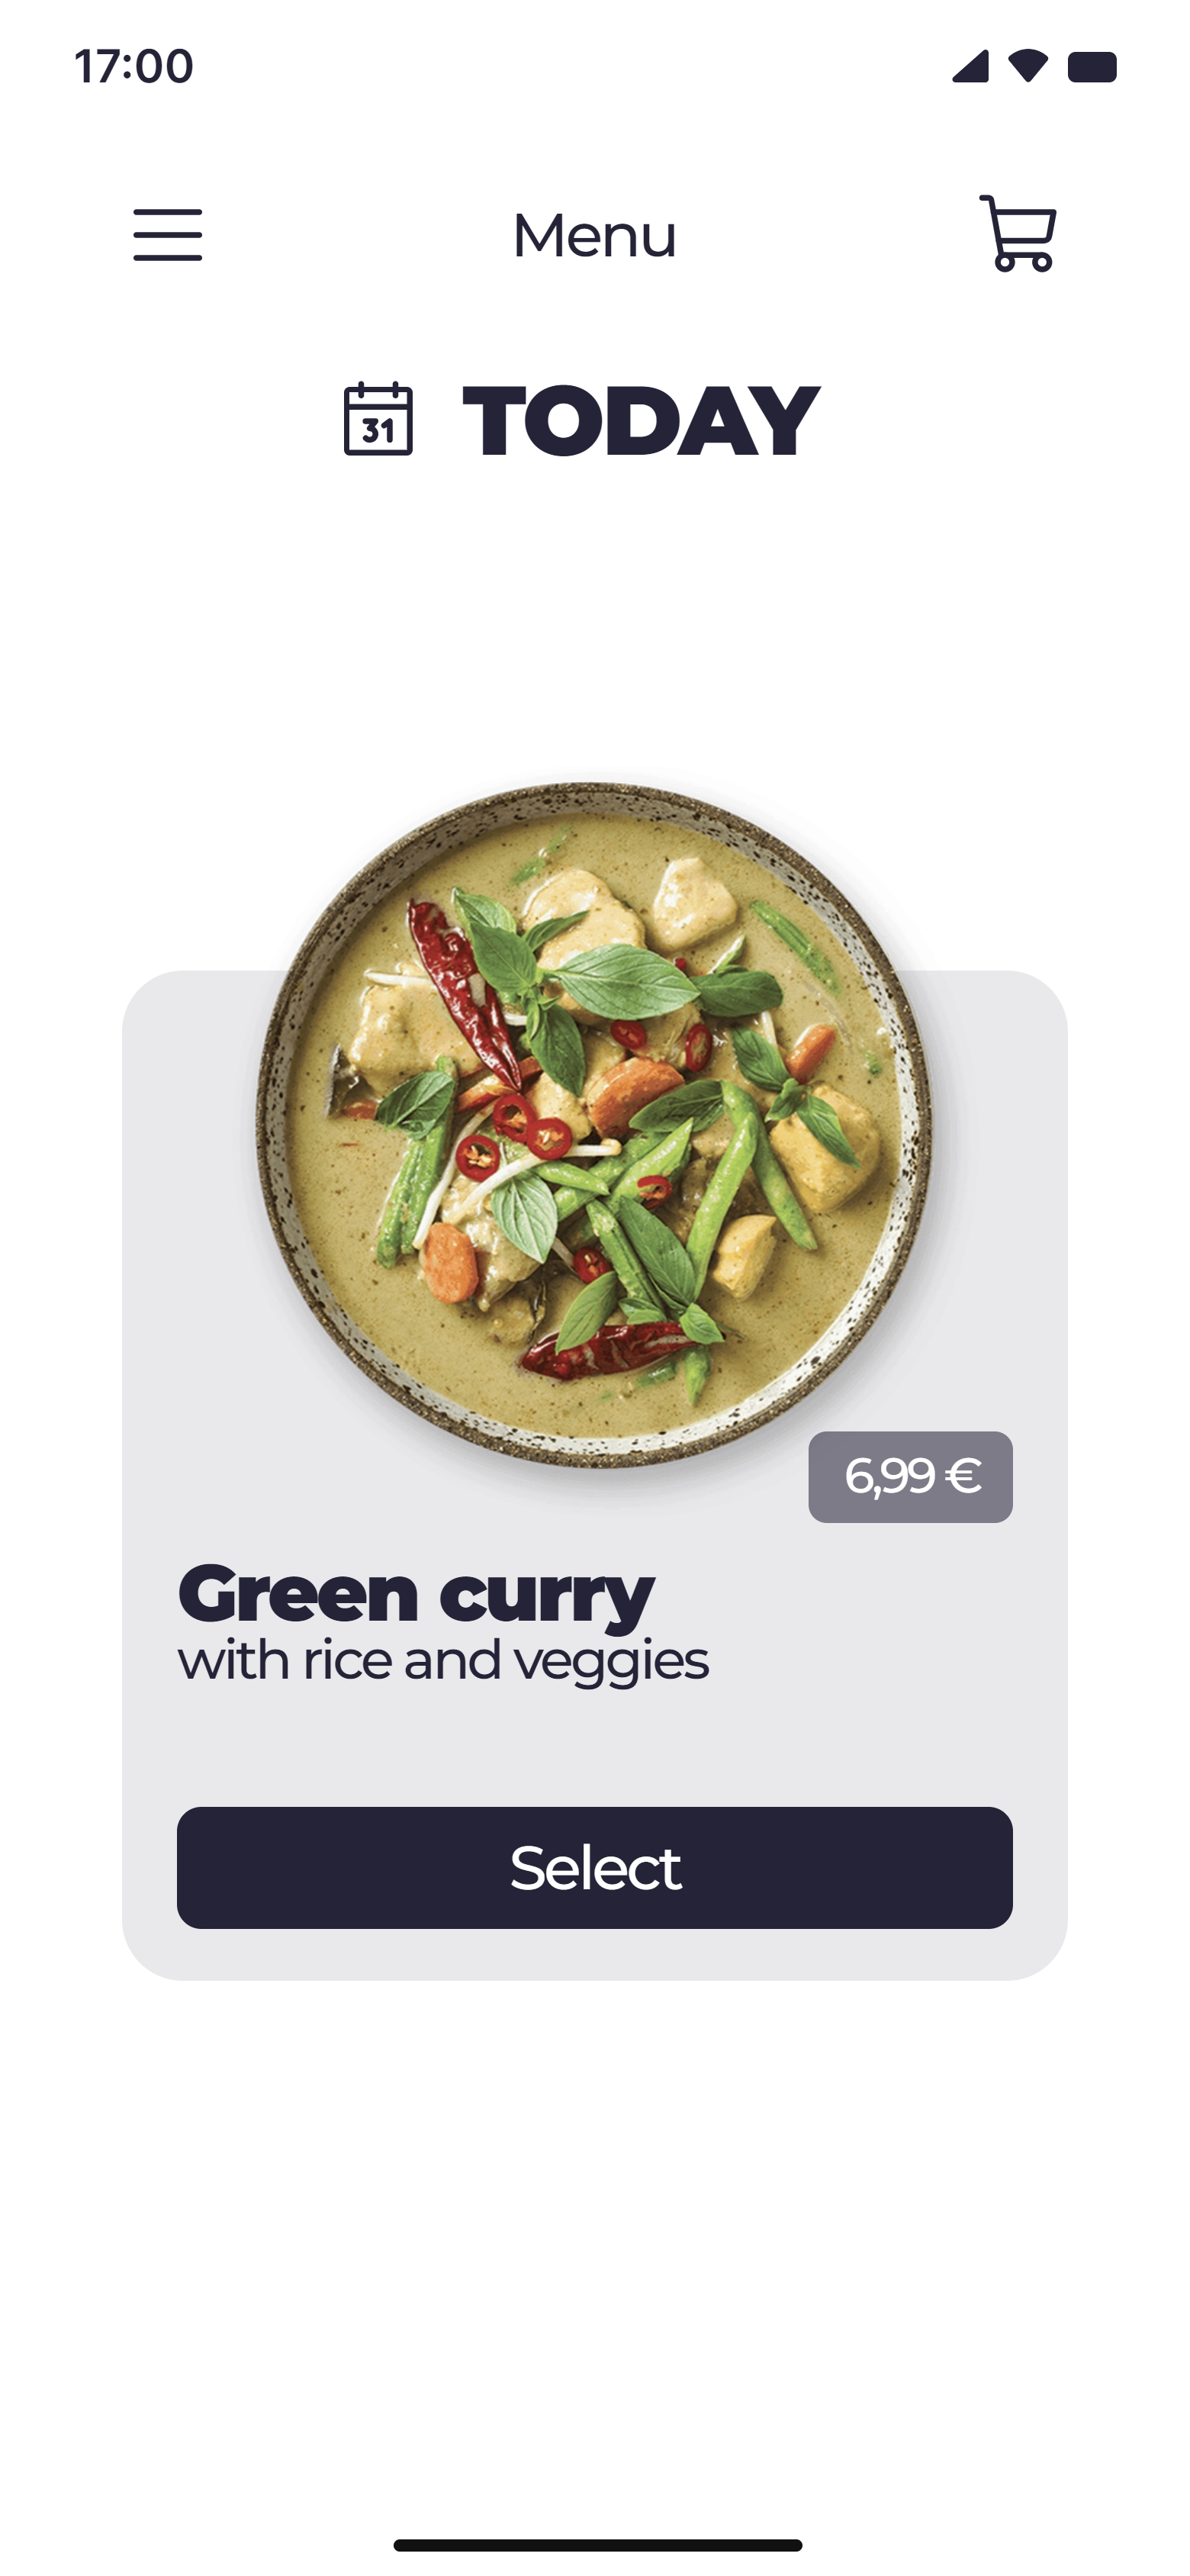 17:00
Menu
31
TODAY
6,99 €
Green curry
with rice and veggies
Select